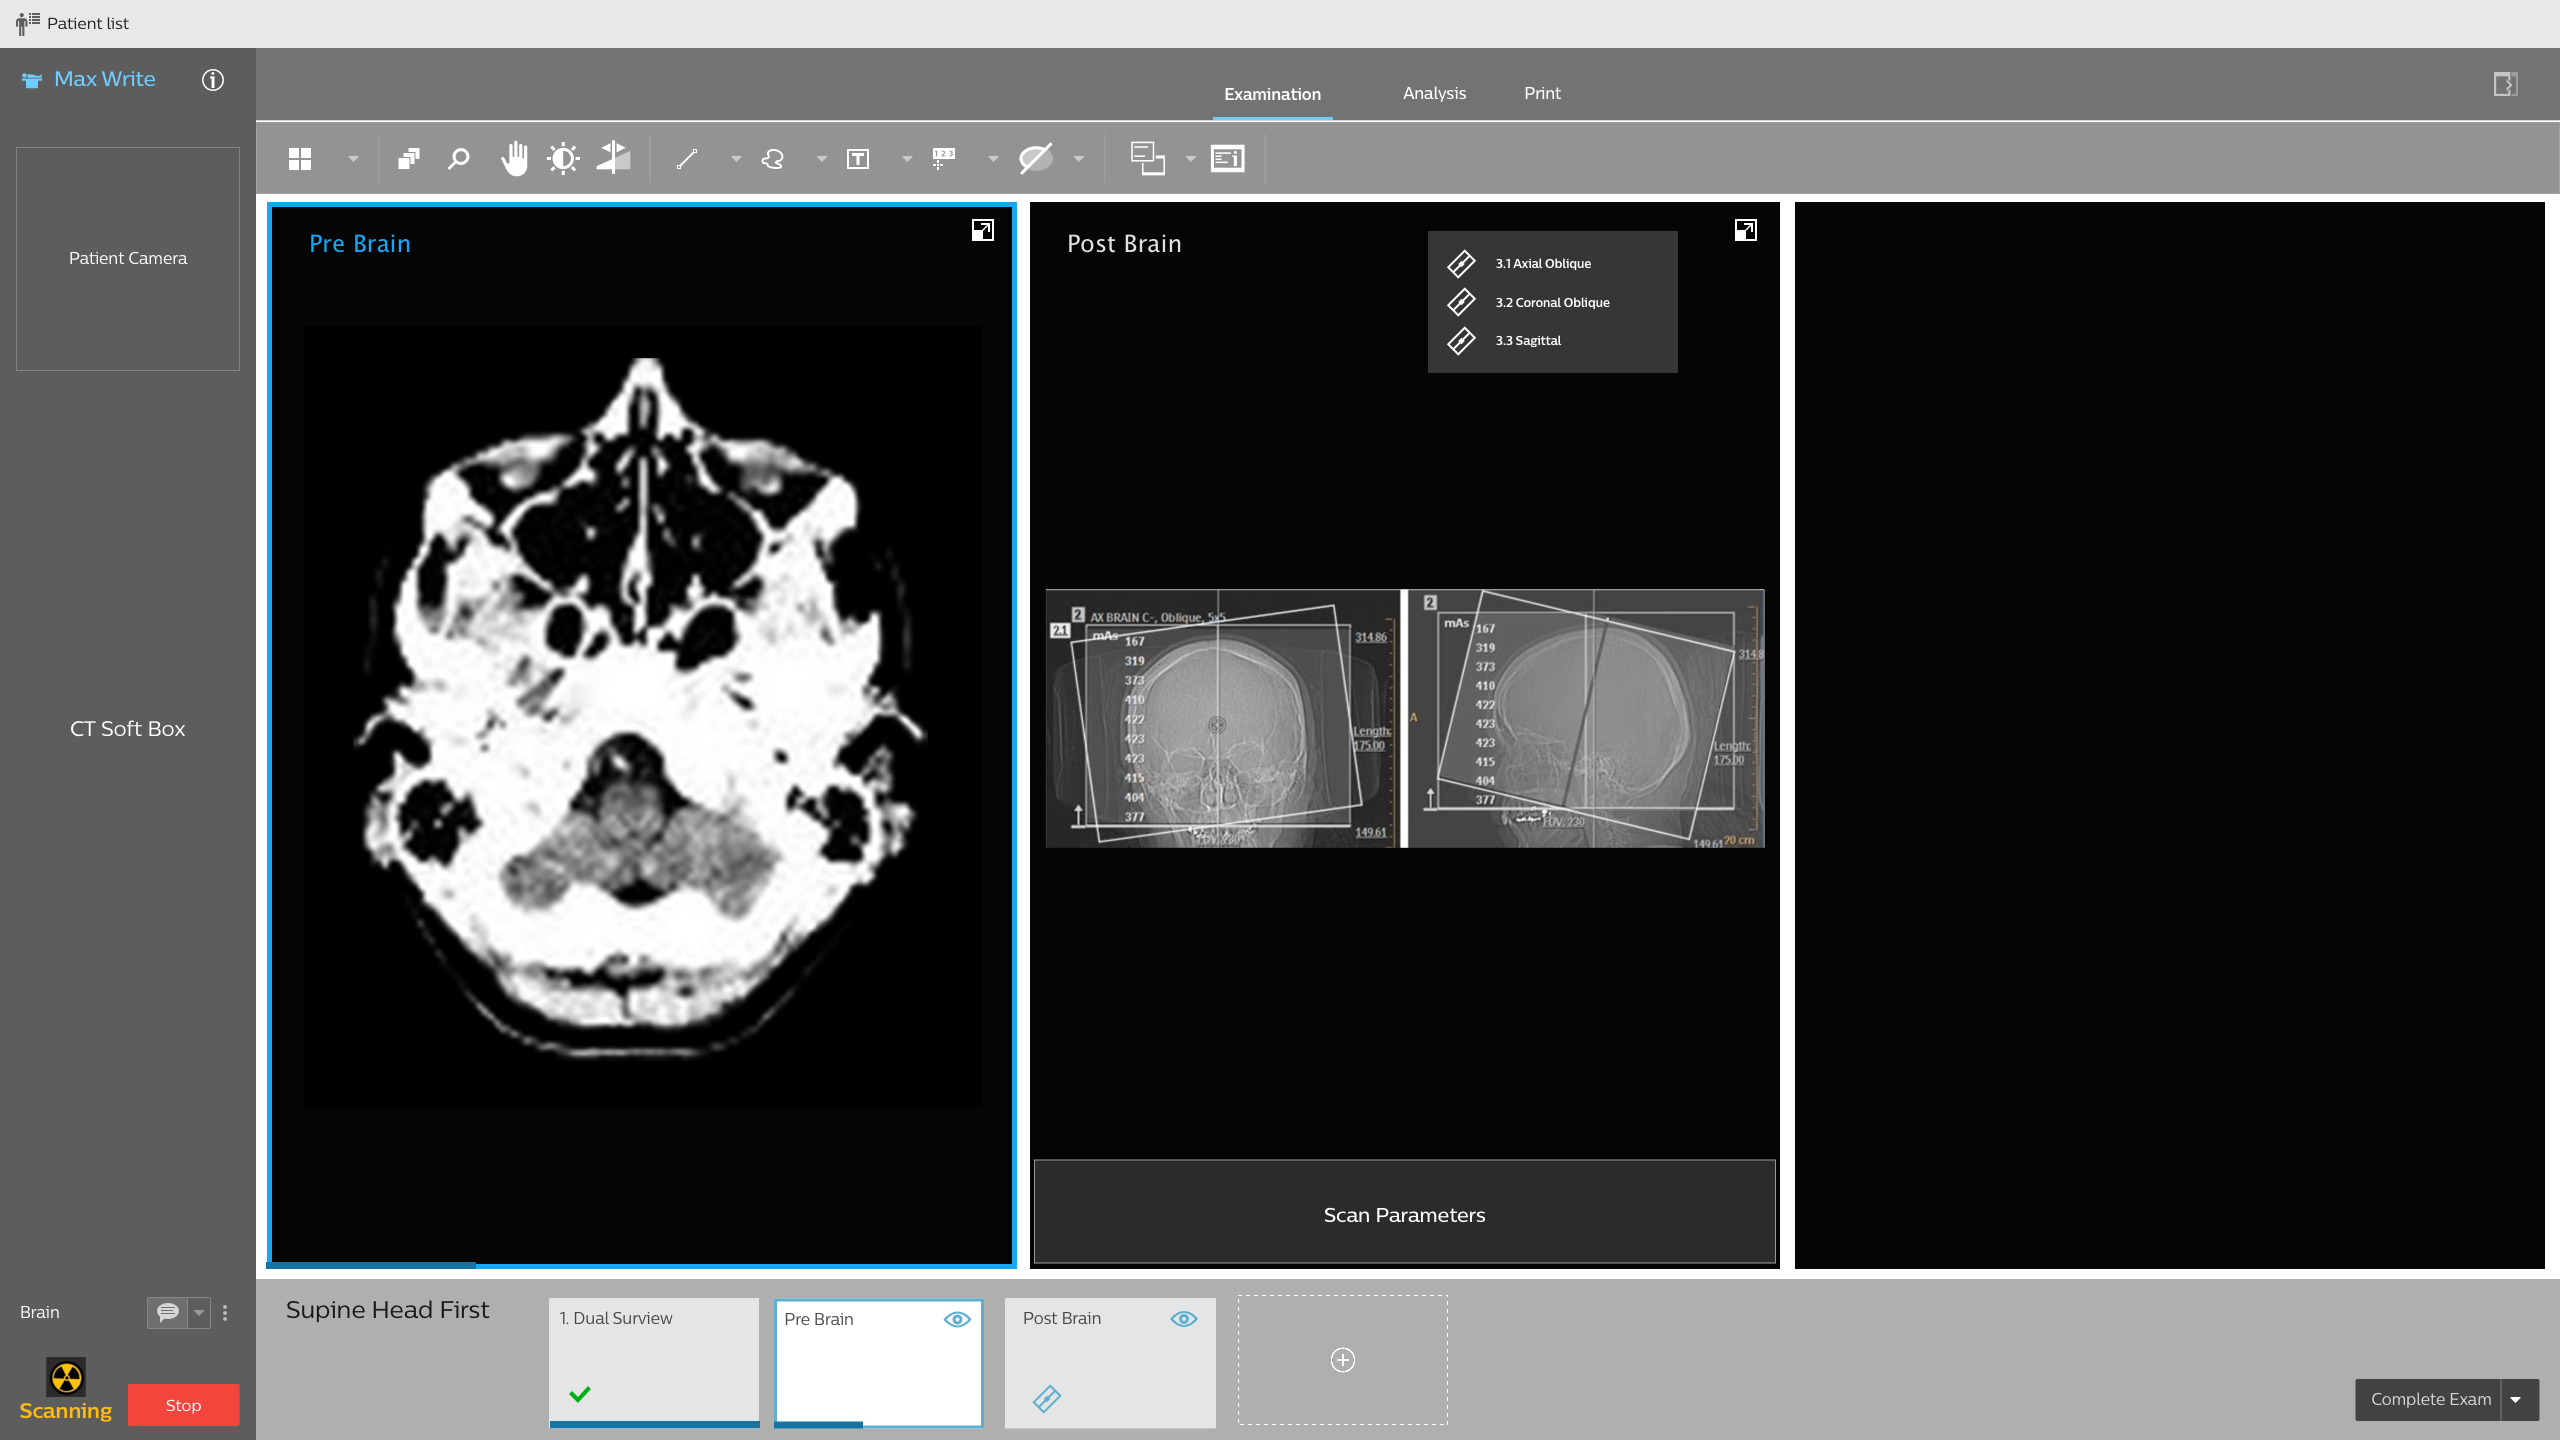 Patient list
Max Write
Examination
Analysis
Print
Patient Camera
CT Soft Box
Pre Brain
Post Brain
3.1 Axial Oblique
3.2 Coronal Oblique
3.3 Sagittal
2 AX BRAIN C-, Oblique, 5x5
2.1
mAs
167
319
373
410
422
423
423
415
404
377
314.86
Length:
175.00
149.61
2
mAs
167
319
373
410
422
423
423
415
404
377
314.8
A
Length:
175.00
FOV: 230
149.61
20 cm
Scan Parameters
Brain
Scanning
Stop
Supine Head First
1. Dual Surview
Pre Brain
Post Brain
Complete Exam